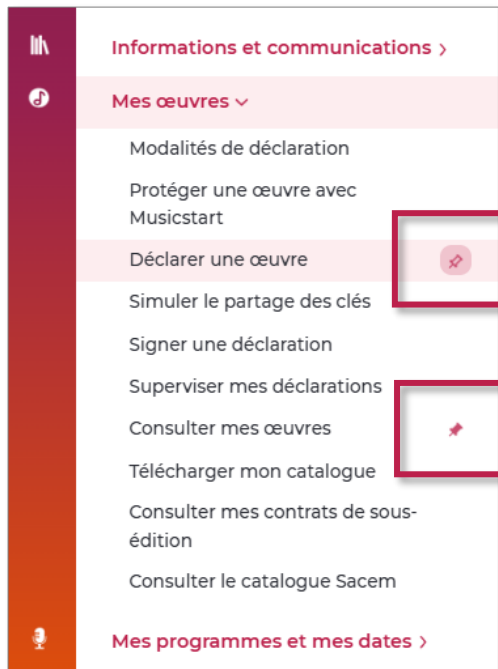 Informations et communications >
Mes œuvres
Modalités de déclaration
Protéger une œuvre avec
Musicstart
Déclarer une œuvre
Simuler le partage des clés
Signer une déclaration
Superviser mes déclarations
Consulter mes œuvres
Télécharger mon catalogue
Consulter mes contrats de sous-
édition
Consulter le catalogue Sacem
Mes programmes et mes dates >